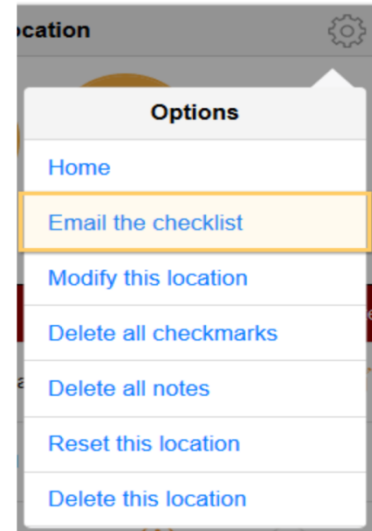 ocation
Options
Home
Email the checklist
Modify this location
Delete all checkmarks
Delete all notes
Reset this location
Delete this location